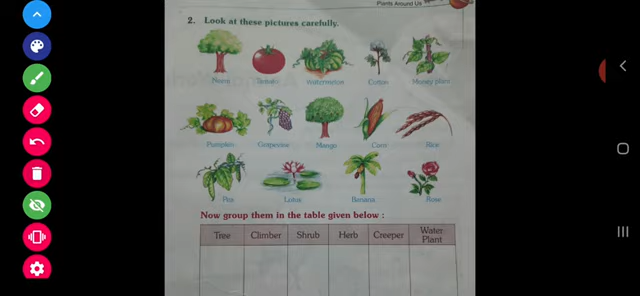 Plants Around Us
2. Look at these pictures carefully.
Neem Tomato Watermelon Cotton Money plant
Pumpkin Grapevine Mango Corn Rice
Pea Lotus Banana Rose
Now group them in the table given below :
Tree Climber Shrub Herb Creeper Water Plant